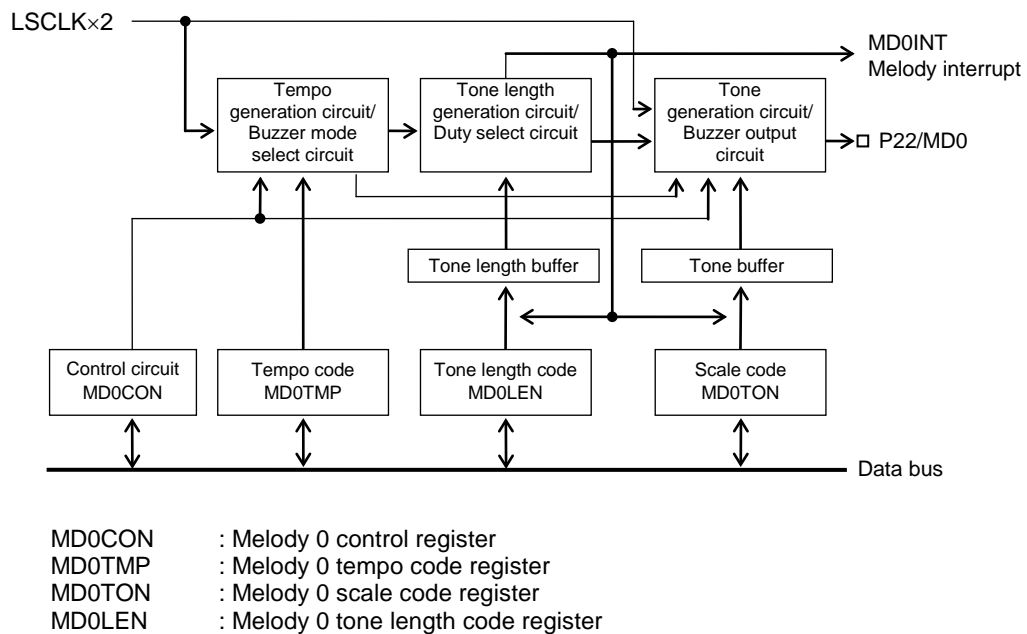 LSCLK×2
MD0INT
Melody interrupt
Tempo
generation circuit/
Buzzer mode
select circuit
Tone length
generation circuit/
Duty select circuit
Tone
generation circuit/
Buzzer output
circuit
P22/MD0
Tone length buffer
Tone buffer
Control circuit
MD0CON
Tempo code
MD0TMP
Tone length code
MD0LEN
Scale code
MD0TON
Data bus
MD0CON : Melody 0 control register
MD0TMP : Melody 0 tempo code register
MD0TON : Melody 0 scale code register
MD0LEN : Melody 0 tone length code register